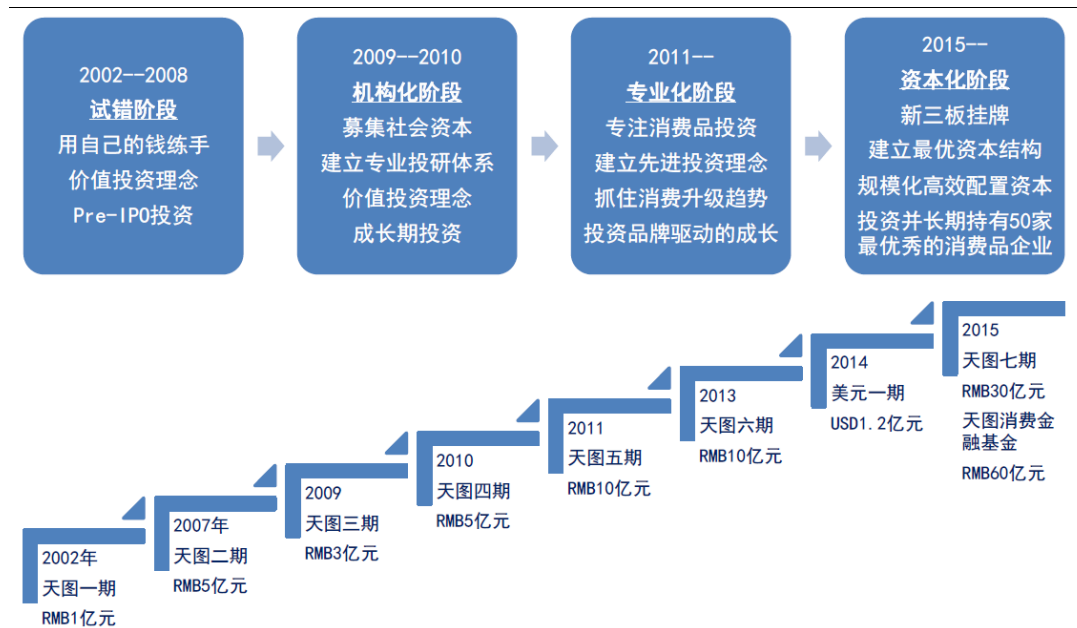 2002--2008
试错阶段
用自己的钱练手
价值投资理念
Pre-IPO投资
2009--2010
机构化阶段
募集社会资本
建立专业投研体系
价值投资理念
成长期投资
2011--
专业化阶段
专注消费品投资
建立先进投资理念
抓住消费升级趋势
投资品牌驱动的成长
2015--
资本化阶段
新三板挂牌
建立最优资本结构
规模化高效配置资本
投资并长期持有50家
最优秀的消费品企业
2002年
天图一期
RMB1亿元
2007年
天图二期
RMB5亿元
2009
天图三期
RMB3亿元
2010
天图四期
RMB5亿元
2011
天图五期
RMB10亿元
2013
天图六期
RMB10亿元
2014
美元一期
USD1.2亿元
2015
天图七期
RMB30亿元
天图消费金
融基金
RMB60亿元